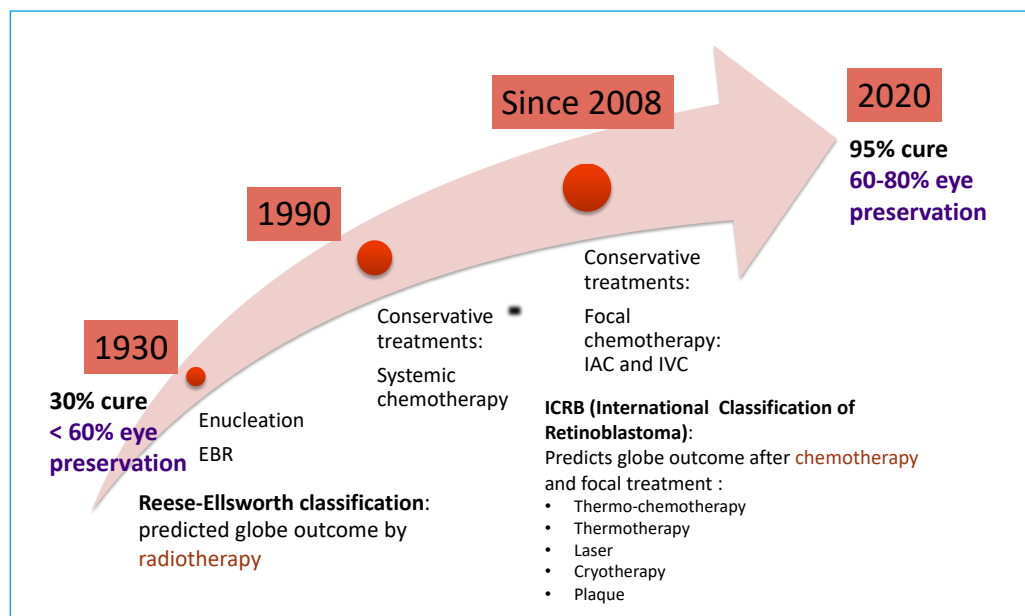 1930
30% cure
< 60% eye
preservation
Enucleation
EBR
Reese-Ellsworth classification:
predicted globe outcome by
radiotherapy
1990
Conservative
treatments:
Systemic
chemotherapy
Since 2008
Conservative
treatments:
Focal
chemotherapy:
IAC and IVC
ICRB (International Classification of
Retinoblastoma):
Predicts globe outcome after chemotherapy
and focal treatment :
• Thermo-chemotherapy
• Thermotherapy
• Laser
• Cryotherapy
• Plaque
2020
95% cure
60-80% eye
preservation